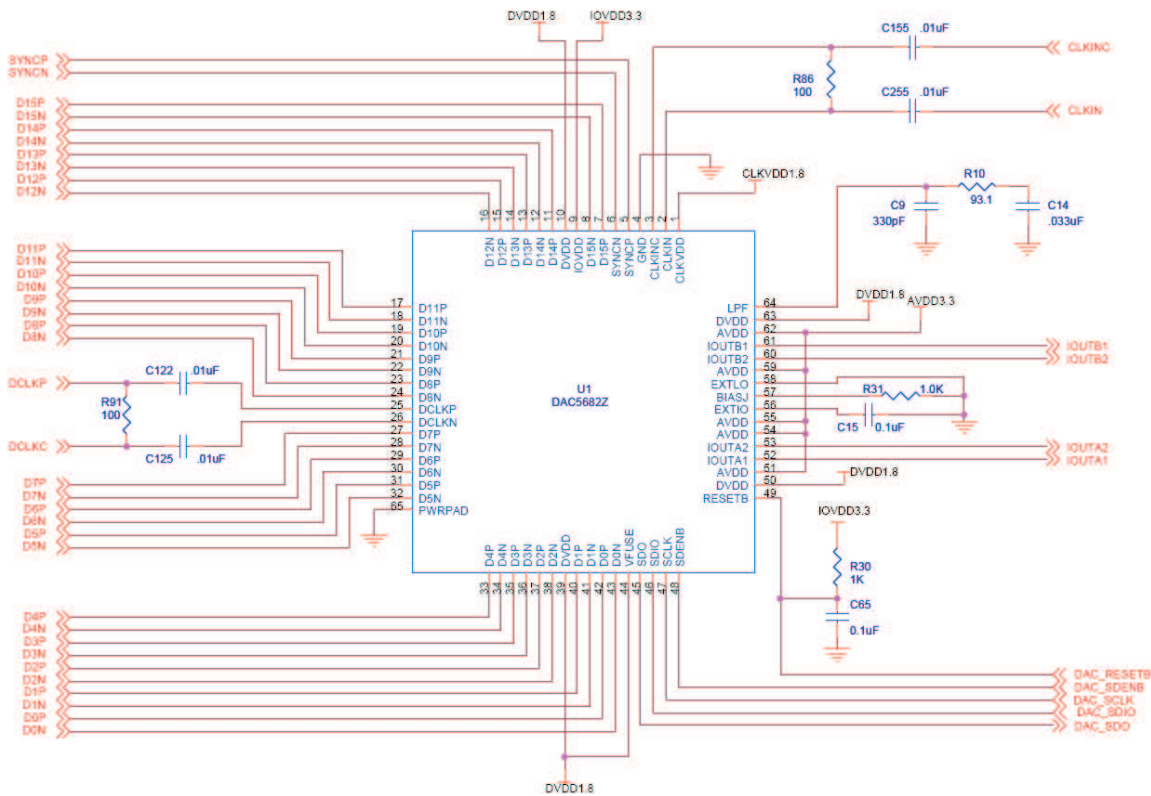 DVDD1.8
IOVDD3.3
C155 .01uF
CLKINC
R86
100
C255 .01uF
CLKIN
SYNCP
SYNCN
D15P
D15N
D14P
D14N
D13P
D13N
D12P
D12N
CLKVDD1.8
R10
93.1
C9
330pF
C14
.033uF
16 15 14 13 12 11 10 9 8 7 6 5 4 3 2 1
D12N D12P D13N D13P D14N D14P DVDD IOVDD D15N D15P SYNCN SYNCP GND CLKINC CLKIN CLKVDD
D11P
D11N
D10P
D10N
D9P
D9N
D8P
D8N
17 D11P
18 D11N
19 D10P
20 D10N
21 D9P
22 D9N
23 D8P
24 D8N
25 DCLKP
26 DCLKN
27 D7P
28 D7N
29 D6P
30 D6N
31 D5P
32 D5N
65 PWRPAD
U1
DAC5682Z
LPF 64
DVDD 63
AVDD 62
IOUTB1 61
IOUTB2 60
AVDD 59
EXTLO 58
BIASJ 57
EXTIO 56
AVDD 55
AVDD 54
IOUTA2 53
IOUTA1 52
AVDD 51
DVDD 50
RESETB 49
DVDD1.8
AVDD3.3
IOUTB1
IOUTB2
R31 1.0K
C15 0.1uF
IOUTA2
IOUTA1
DVDD1.8
DCLKP
C122 .01uF
R91
100
DCLKC
C125 .01uF
D7P
D7N
D6P
D6N
D5P
D5N
IOVDD3.3
R30
1K
C65
0.1uF
D4P D4N D3P D3N D2P D2N DVDD D1P D1N D0P D0N VFUSE SDO SDIO SCLK SDENB
33 34 35 36 37 38 39 40 41 42 43 44 45 46 47 48
D4P
D4N
D3P
D3N
D2P
D2N
D1P
D1N
D0P
D0N
DAC_RESETB
DAC_SDENB
DAC_SCLK
DAC_SDIO
DAC_SDO
DVDD1.8